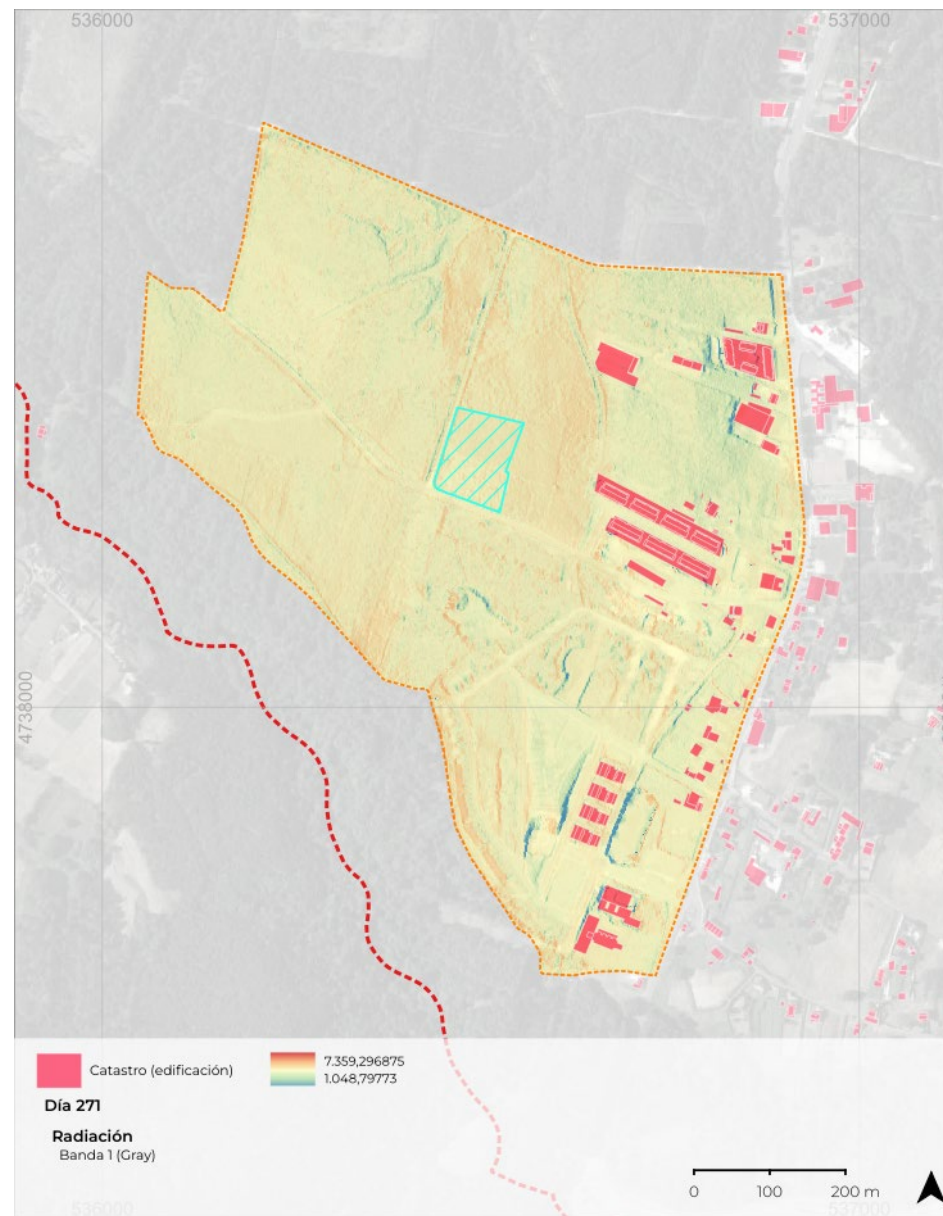 536000
537000
4738000
Catastro (edificación)
7.359,296875
1.048,79773
Día 271
Radiación
Banda 1 (Gray)
0 100 200 m
536000
537000